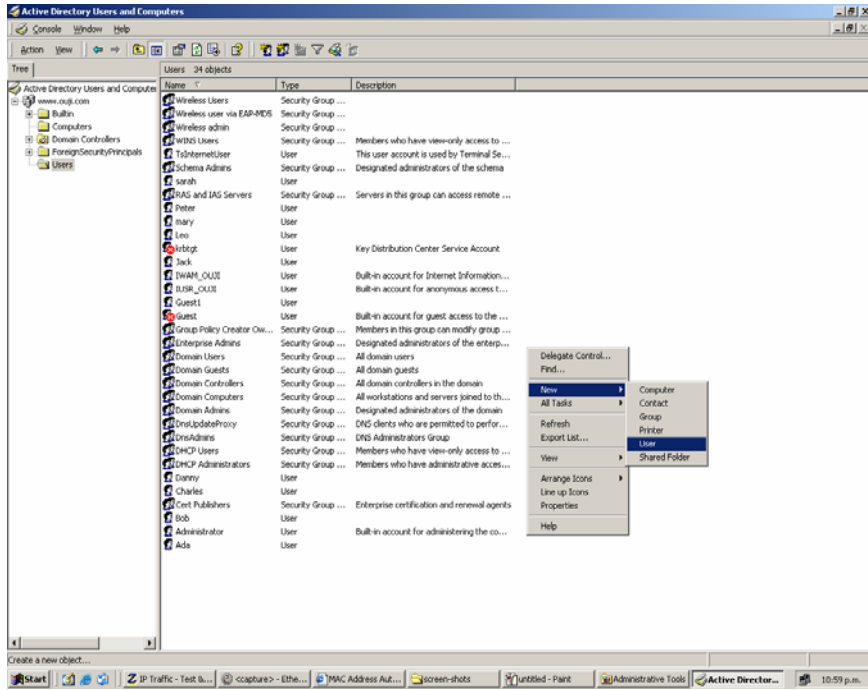 Active Directory Users and Computers
Console Window Help
Action View
Tree
Users 34 objects
Active Directory Users and Computer
www.ouji.com
Builtin
Computers
Domain Controllers
ForeignSecurityPrincipals
Users
Name Type Description
Wireless Users Security Group ...
Wireless user via EAP-MD5 Security Group ...
Wireless admin Security Group ...
WINS Users Security Group ... Members who have view-only access to ...
TsInternetUser User This user account is used by Terminal Se...
Schema Admins Security Group ... Designated administrators of the schema
sarah User
RAS and IAS Servers Security Group ... Servers in this group can access remote ...
Peter User
mary User
Leo User
krbtgt User Key Distribution Center Service Account
Jack User
IWAM_OUJI User Built-in account for Internet Information...
IUSR_OUJI User Built-in account for anonymous access t...
Guest1 User
Guest User Built-in account for guest access to the ...
Group Policy Creator Ow... Security Group ... Members in this group can modify group ...
Enterprise Admins Security Group ... Designated administrators of the enterp...
Domain Users Security Group ... All domain users
Domain Guests Security Group ... All domain guests
Domain Controllers Security Group ... All domain controllers in the domain
Domain Computers Security Group ... All workstations and servers joined to th...
Domain Admins Security Group ... Designated administrators of the domain
DnsUpdateProxy Security Group ... DNS clients who are permitted to perfor...
DnsAdmins Security Group ... DNS Administrators Group
DHCP Users Security Group ... Members who have view-only access to ...
DHCP Administrators Security Group ... Members who have administrative acces...
Danny User
Charles User
Cert Publishers Security Group ... Enterprise certification and renewal agents
Bob User
Administrator User Built-in account for administering the co...
Ada User
Delegate Control...
Find...
New
All Tasks
Refresh
Export List...
View
Arrange Icons
Line up Icons
Properties
Help
Computer
Contact
Group
Printer
User
Shared Folder
Create a new object...
Start
IP Traffic - Test &...
<capture> - Ethe...
MAC Address Aut...
screen-shots
untitled - Paint
Administrative Tools
Active Director...
10:59 p.m.